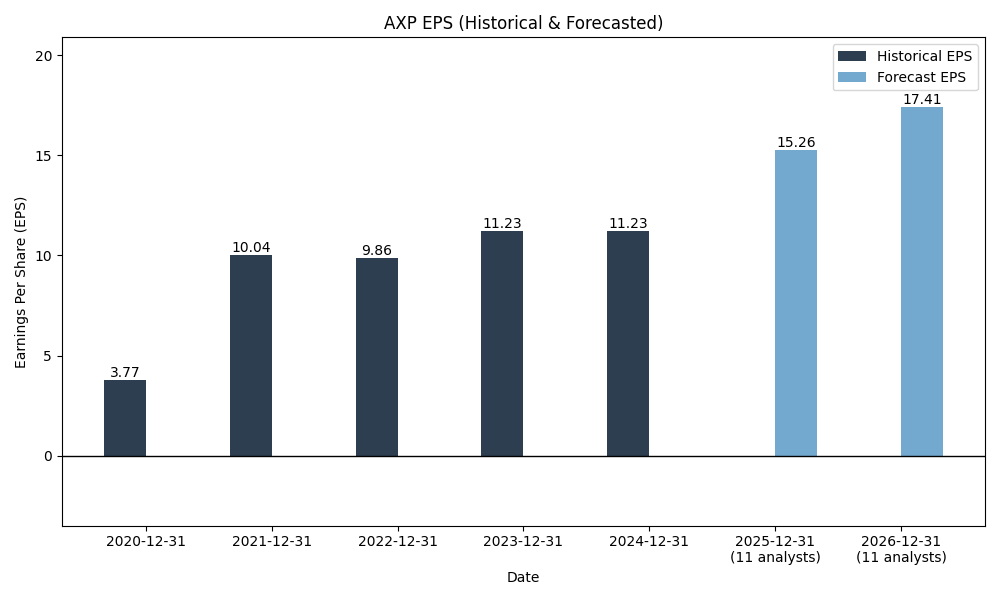 AXP EPS (Historical & Forecasted)
Historical EPS
Forecast EPS
20
15
10
5
0
Earnings Per Share (EPS)
3.77
10.04
9.86
11.23
11.23
15.26
17.41
2020-12-31
2021-12-31
2022-12-31
2023-12-31
2024-12-31
2025-12-31
(11 analysts)
2026-12-31
(11 analysts)
Date